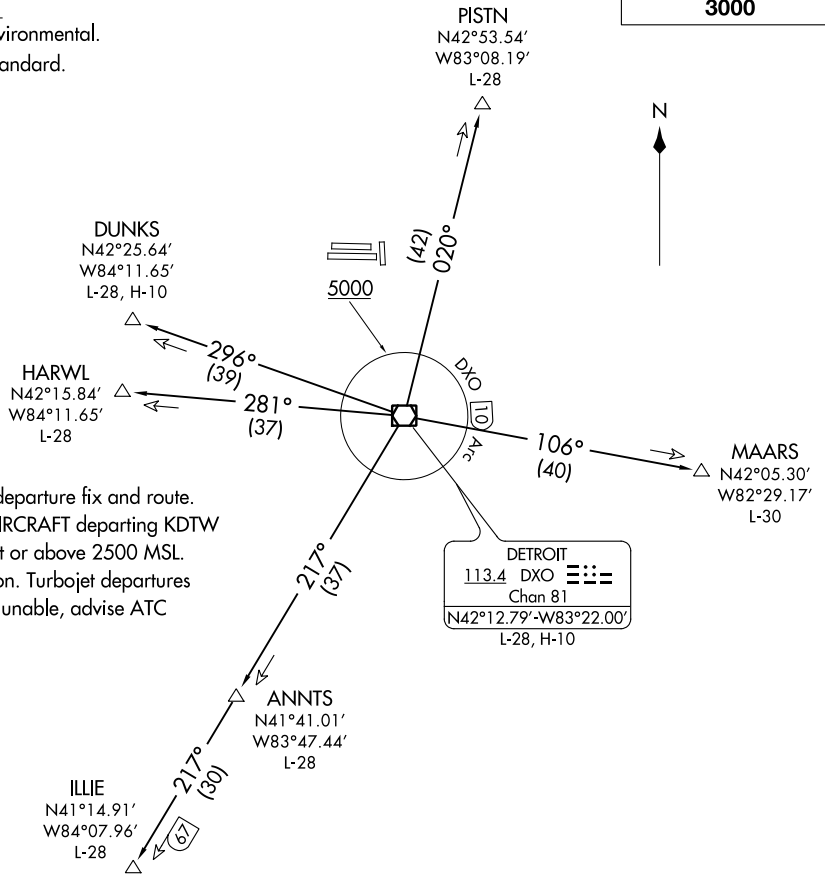 vironmental.
andard.
3000
PISTN
N42°53.54'
W83°08.19'
L-28
N
DUNKS
N42°25.64'
W84°11.65'
L-28, H-10
(42)
020°
5000
296°
(39)
HARWL
N42°15.84'
W84°11.65'
L-28
281°
(37)
DXO
10
Arc
106°
(40)
MAARS
N42°05.30'
W82°29.17'
L-30
departure fix and route.
IRCRAFT departing KDTW
t or above 2500 MSL.
on. Turbojet departures
unable, advise ATC
217°
(37)
DETROIT
113.4 DXO
Chan 81
N42°12.79'-W83°22.00'
L-28, H-10
ANNTS
N41°41.01'
W83°47.44'
L-28
217°
(30)
ILLIE
N41°14.91'
W84°07.96'
L-28
67